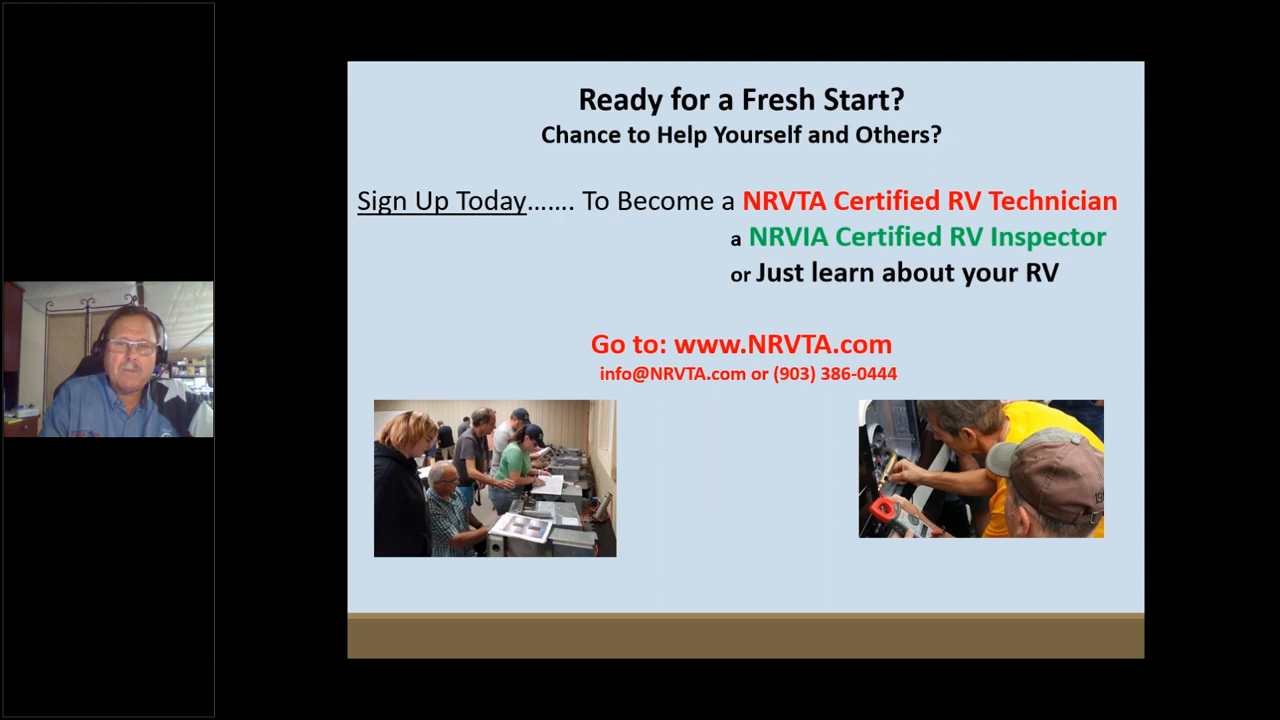 Ready for a Fresh Start?
Chance to Help Yourself and Others?
Sign Up Today……. To Become a NRVTA Certified RV Technician
a NRVIA Certified RV Inspector
or Just learn about your RV
Go to: www.NRVTA.com
info@NRVTA.com or (903) 386-0444